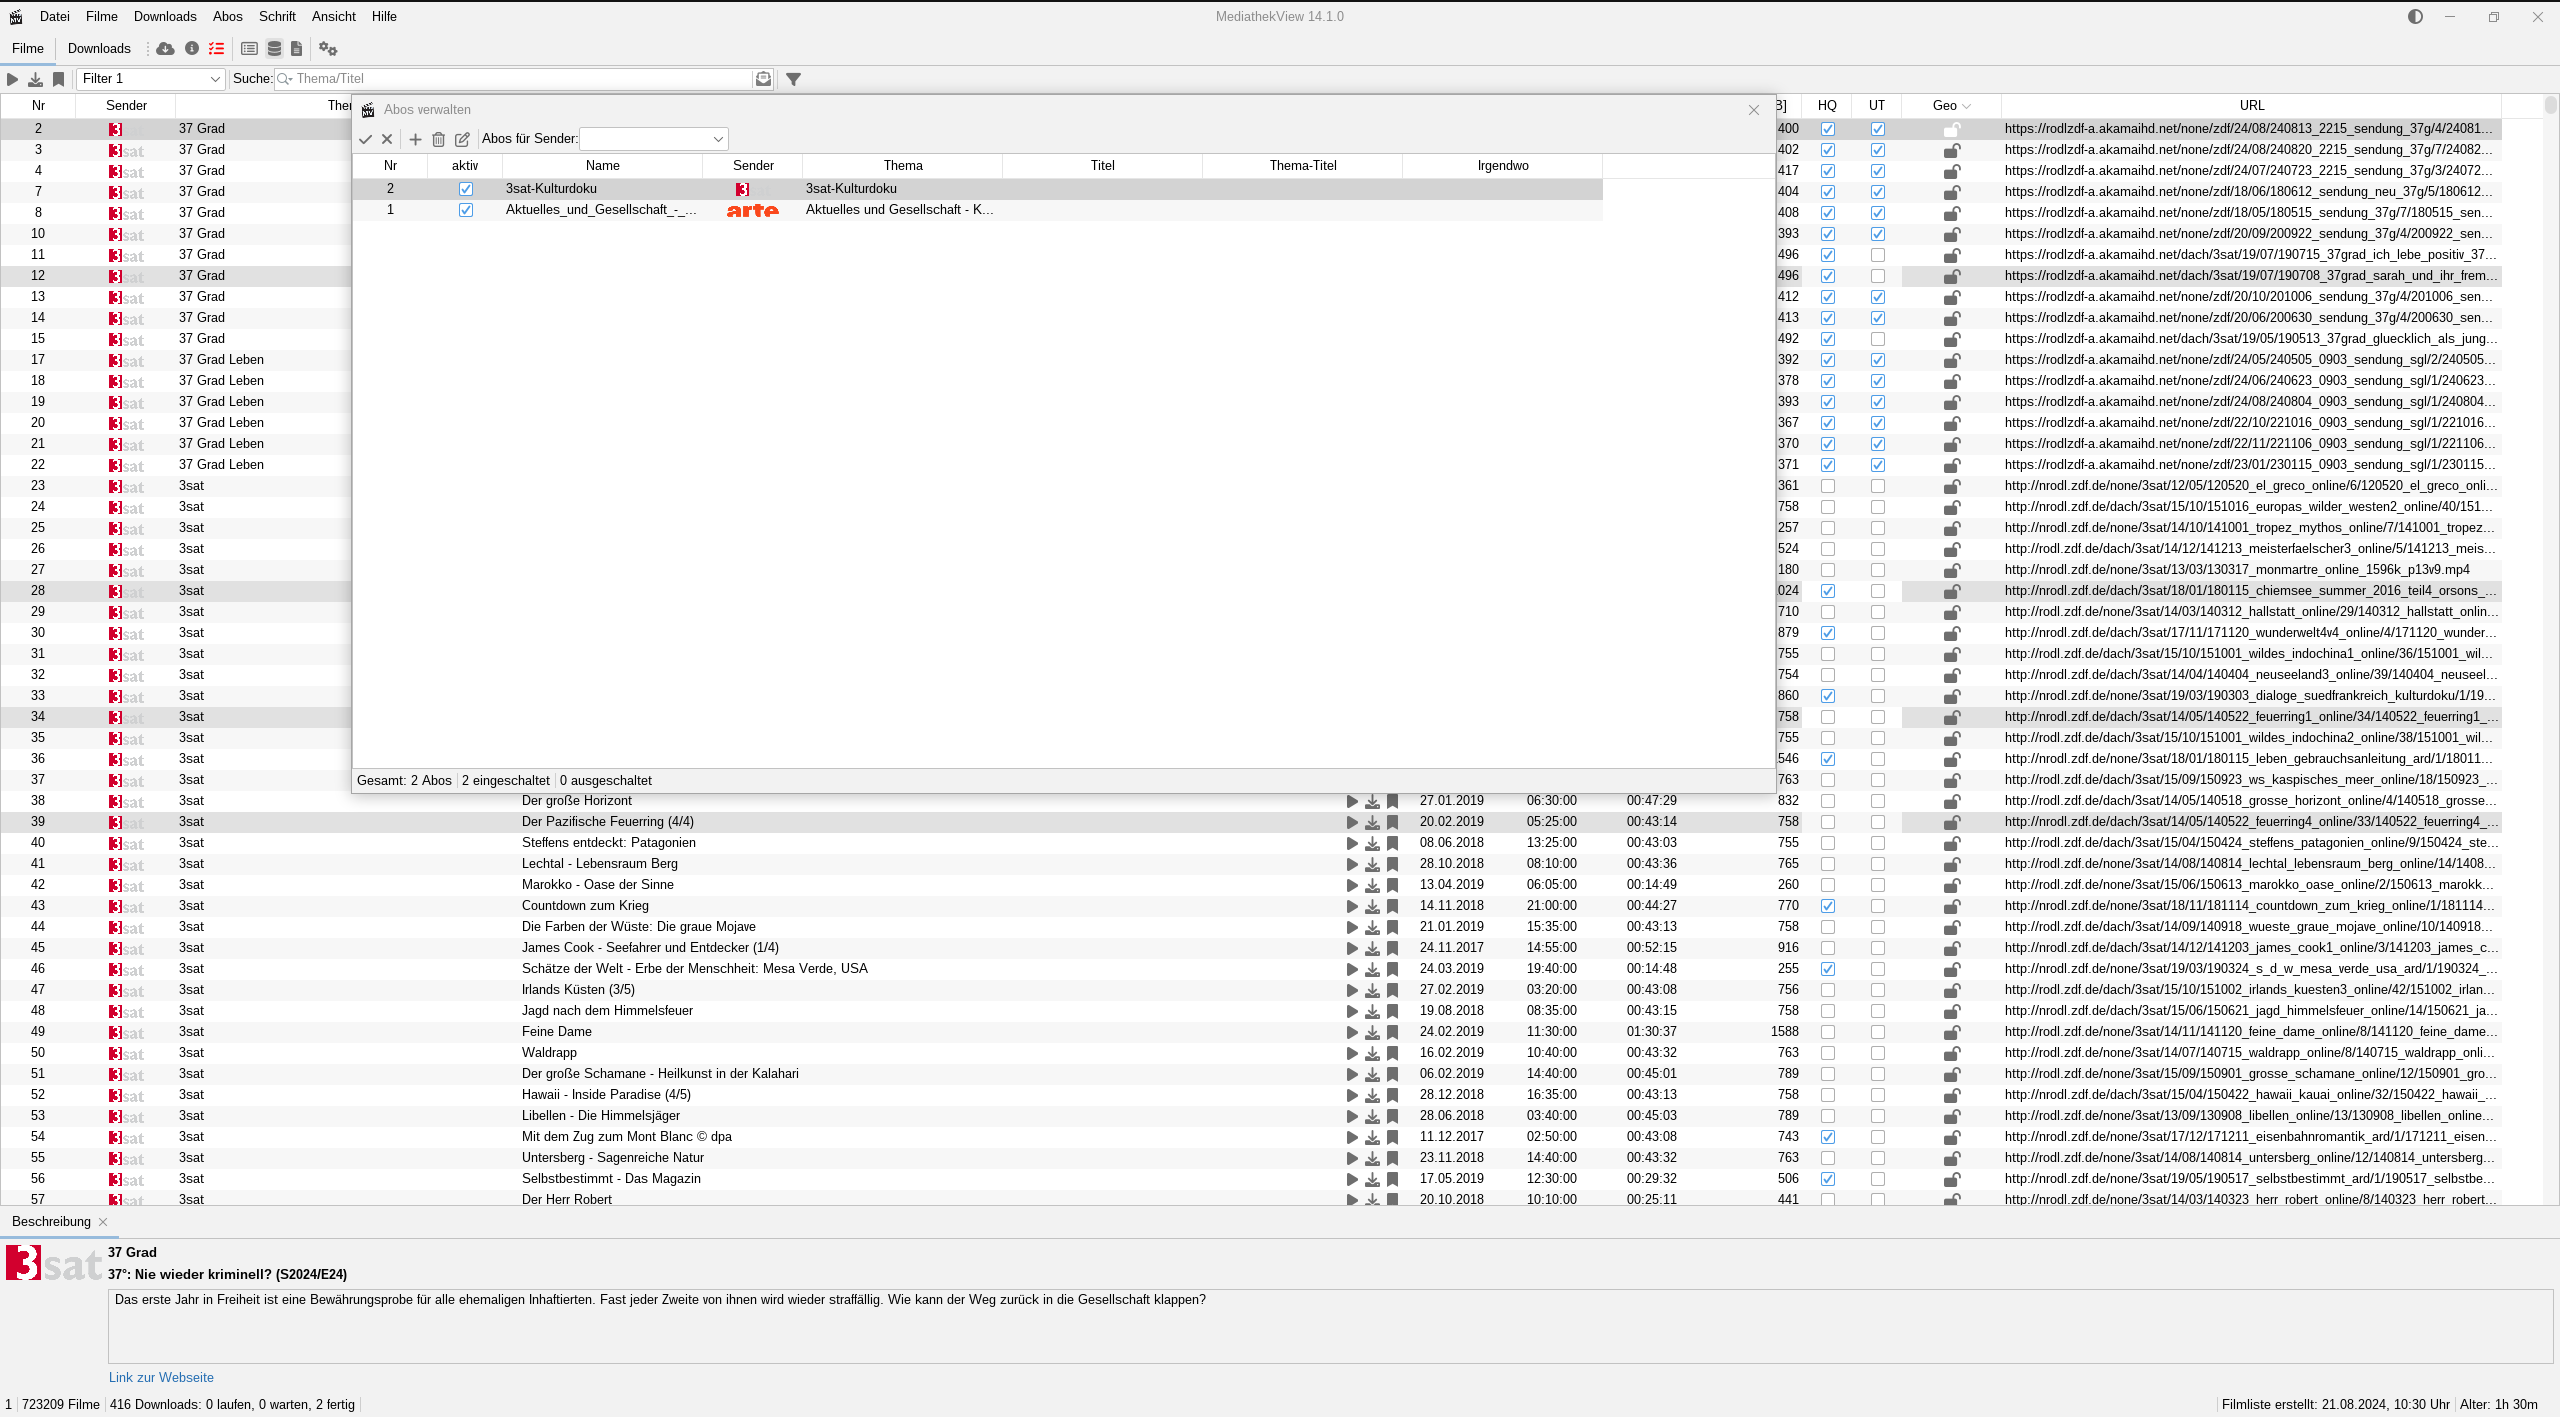 Datei Filme Downloads Abos Schrift Ansicht Hilfe MediathekView 14.1.0
Filme Downloads
Filter 1 Suche: Thema/Titel
Nr Sender HQ UT Geo URL
Abos verwalten
Abos für Sender:
Nr aktiv Name Sender Thema Titel Thema-Titel Irgendwo
2 3sat-Kulturdoku 3 3sat-Kulturdoku
1 Aktuelles_und_Gesellschaft_-_... arte Aktuelles und Gesellschaft - K...
Gesamt: 2 Abos 2 eingeschaltet 0 ausgeschaltet
2 37 Grad 400 https://rodlzdf-a.akamaihd.net/none/zdf/24/08/240813_2215_sendung_37g/4/24081...
3 3sat 37 Grad 402 https://rodlzdf-a.akamaihd.net/none/zdf/24/08/240820_2215_sendung_37g/7/24082...
4 3sat 37 Grad 417 https://rodlzdf-a.akamaihd.net/none/zdf/24/07/240723_2215_sendung_37g/3/24072...
7 3sat 37 Grad 404 https://rodlzdf-a.akamaihd.net/none/zdf/18/06/180612_sendung_neu_37g/5/180612...
8 3sat 37 Grad 408 https://rodlzdf-a.akamaihd.net/none/zdf/18/05/180515_sendung_37g/7/180515_sen...
10 3sat 37 Grad 393 https://rodlzdf-a.akamaihd.net/none/zdf/20/09/200922_sendung_37g/4/200922_sen...
11 3sat 37 Grad 496 https://rodlzdf-a.akamaihd.net/dach/3sat/19/07/190715_37grad_ich_lebe_positiv_37...
12 3sat 37 Grad 496 https://rodlzdf-a.akamaihd.net/dach/3sat/19/07/190708_37grad_sarah_und_ihr_frem...
13 3sat 37 Grad 412 https://rodlzdf-a.akamaihd.net/none/zdf/20/10/201006_sendung_37g/4/201006_sen...
14 3sat 37 Grad 413 https://rodlzdf-a.akamaihd.net/none/zdf/20/06/200630_sendung_37g/4/200630_sen...
15 3sat 37 Grad 492 https://rodlzdf-a.akamaihd.net/dach/3sat/19/05/190513_37grad_gluecklich_als_jung...
17 3sat 37 Grad Leben 392 https://rodlzdf-a.akamaihd.net/none/zdf/24/05/240505_0903_sendung_sgl/2/240505...
18 3sat 37 Grad Leben 378 https://rodlzdf-a.akamaihd.net/none/zdf/24/06/240623_0903_sendung_sgl/1/240623...
19 3sat 37 Grad Leben 393 https://rodlzdf-a.akamaihd.net/none/zdf/24/08/240804_0903_sendung_sgl/1/240804...
20 3sat 37 Grad Leben 367 https://rodlzdf-a.akamaihd.net/none/zdf/22/10/221016_0903_sendung_sgl/1/221016...
21 3sat 37 Grad Leben 370 https://rodlzdf-a.akamaihd.net/none/zdf/22/11/221106_0903_sendung_sgl/1/221106...
22 3sat 37 Grad Leben 371 https://rodlzdf-a.akamaihd.net/none/zdf/23/01/230115_0903_sendung_sgl/1/230115...
23 3sat 3sat 361 http://nrodl.zdf.de/none/3sat/12/05/120520_el_greco_online/6/120520_el_greco_onli...
24 3sat 3sat 758 http://nrodl.zdf.de/dach/3sat/15/10/151016_europas_wilder_westen2_online/40/151...
25 3sat 3sat 257 http://nrodl.zdf.de/dach/3sat/14/10/141001_tropez_mythos_online/7/141001_tropez...
26 3sat 3sat 524 http://rodl.zdf.de/dach/3sat/14/12/141213_meisterfaelscher3_online/5/141213_meis...
27 3sat 3sat 180 http://nrodl.zdf.de/none/3sat/13/03/130317_monmartre_online_1596k_p13v9.mp4
28 3sat 3sat 024 http://nrodl.zdf.de/dach/3sat/18/01/180115_chiemsee_summer_2016_teil4_orsons_...
29 3sat 3sat 710 http://rodl.zdf.de/none/3sat/14/03/140312_hallstatt_online/29/140312_hallstatt_onlin...
30 3sat 3sat 879 http://nrodl.zdf.de/dach/3sat/17/11/171120_wunderwelt4v4_online/4/171120_wunder...
31 3sat 3sat 755 http://nrodl.zdf.de/dach/3sat/15/10/151001_wildes_indochina1_online/36/151001_wil...
32 3sat 3sat 754 http://rodl.zdf.de/dach/3sat/14/04/140404_neuseeland3_online/39/140404_neuseel...
33 3sat 3sat 860 http://nrodl.zdf.de/none/3sat/19/03/190303_dialoge_suedfrankreich_kulturdoku/1/19...
34 3sat 3sat 758 http://nrodl.zdf.de/dach/3sat/14/05/140522_feuerring1_online/34/140522_feuerring1_...
35 3sat 3sat 755 http://nrodl.zdf.de/dach/3sat/15/10/151001_wildes_indochina2_online/38/151001_wil...
36 3sat 3sat 546 http://nrodl.zdf.de/none/3sat/18/01/180115_leben_gebrauchsanleitung_ard/1/18011...
37 3sat 3sat 763 http://nrodl.zdf.de/none/3sat/15/09/150923_ws_kaspisches_meer_online/18/150923_...
38 3sat 3sat Der große Horizont 27.01.2019 06:30:00 00:47:29 832 http://nrodl.zdf.de/dach/3sat/14/05/140518_grosse_horizont_online/4/140518_grosse...
39 3sat 3sat Der Pazifische Feuerring (4/4) 20.02.2019 05:25:00 00:43:14 758 http://nrodl.zdf.de/dach/3sat/14/05/140522_feuerring4_online/33/140522_feuerring4_...
40 3sat 3sat Steffens entdeckt: Patagonien 08.06.2018 13:25:00 00:43:03 755 http://rodl.zdf.de/none/3sat/15/04/150424_steffens_patagonien_online/9/150424_ste...
41 3sat 3sat Lechtal - Lebensraum Berg 28.10.2018 08:10:00 00:43:36 765 http://rodl.zdf.de/none/3sat/14/08/140814_lechtal_lebensraum_berg_online/14/1408...
42 3sat 3sat Marokko - Oase der Sinne 13.04.2019 06:05:00 00:14:49 260 http://rodl.zdf.de/none/3sat/15/06/150613_marokko_oase_online/2/150613_marokk...
43 3sat 3sat Countdown zum Krieg 14.11.2018 21:00:00 00:44:27 770 http://nrodl.zdf.de/none/3sat/18/11/181114_countdown_zum_krieg_online/1/181114...
44 3sat 3sat Die Farben der Wüste: Die graue Mojave 21.01.2019 15:35:00 00:43:13 758 http://nrodl.zdf.de/dach/3sat/14/09/140918_wueste_graue_mojave_online/10/140918...
45 3sat 3sat James Cook - Seefahrer und Entdecker (1/4) 24.11.2017 14:55:00 00:52:15 916 http://nrodl.zdf.de/dach/3sat/14/12/141203_james_cook1_online/3/141203_james_c...
46 3sat 3sat Schätze der Welt - Erbe der Menschheit: Mesa Verde, USA 24.03.2019 19:40:00 00:14:48 255 http://nrodl.zdf.de/none/3sat/19/03/190324_s_d_w_mesa_verde_usa_ard/1/190324_...
47 3sat 3sat Irlands Küsten (3/5) 27.02.2019 03:20:00 00:43:08 756 http://nrodl.zdf.de/none/3sat/15/10/151002_irlands_kuesten3_online/42/151002_irlan...
48 3sat 3sat Jagd nach dem Himmelsfeuer 19.08.2018 08:35:00 00:43:15 758 http://nrodl.zdf.de/dach/3sat/15/06/150621_jagd_himmelsfeuer_online/14/150621_ja...
49 3sat 3sat Feine Dame 24.02.2019 11:30:00 01:30:37 1588 http://rodl.zdf.de/none/3sat/14/11/141120_feine_dame_online/8/141120_feine_dame...
50 3sat 3sat Waldrapp 16.02.2019 10:40:00 00:43:32 763 http://rodl.zdf.de/none/3sat/14/07/140715_waldrapp_online/8/140715_waldrapp_onli...
51 3sat 3sat Der große Schamane - Heilkunst in der Kalahari 06.02.2019 14:40:00 00:45:01 789 http://nrodl.zdf.de/none/3sat/15/09/150901_grosse_schamane_online/12/150901_gro...
52 3sat 3sat Hawaii - Inside Paradise (4/5) 28.12.2018 16:35:00 00:43:13 758 http://rodl.zdf.de/dach/3sat/15/04/150422_hawaii_kauai_online/32/150422_hawaii_...
53 3sat 3sat Libellen - Die Himmelsjäger 28.06.2018 03:40:00 00:45:03 789 http://nrodl.zdf.de/none/3sat/13/09/130908_libellen_online/13/130908_libellen_online...
54 3sat 3sat Mit dem Zug zum Mont Blanc © dpa 11.12.2017 02:50:00 00:43:08 743 http://nrodl.zdf.de/none/3sat/17/12/171211_eisenbahnromantik_ard/1/171211_eisen...
55 3sat 3sat Untersberg - Sagenreiche Natur 23.11.2018 14:40:00 00:43:32 763 http://rodl.zdf.de/none/3sat/14/08/140814_untersberg_online/12/140814_untersberg...
56 3sat 3sat Selbstbestimmt - Das Magazin 17.05.2019 12:30:00 00:29:32 506 http://nrodl.zdf.de/none/3sat/19/05/190517_selbstbestimmt_ard/1/190517_selbstbe...
57 3sat 3sat Der Herr Robert 20.10.2018 10:10:00 00:25:11 441 http://nrodl.zdf.de/none/3sat/14/03/140323_herr_robert_online/8/140323_herr_robert...
Beschreibung
3sat 37 Grad
37°: Nie wieder kriminell? (S2024/E24)
Das erste Jahr in Freiheit ist eine Bewährungsprobe für alle ehemaligen Inhaftierten. Fast jeder Zweite von ihnen wird wieder straffällig. Wie kann der Weg zurück in die Gesellschaft klappen?
Link zur Webseite
1 723209 Filme 416 Downloads: 0 laufen, 0 warten, 2 fertig Filmliste erstellt: 21.08.2024, 10:30 Uhr Alter: 1h 30m